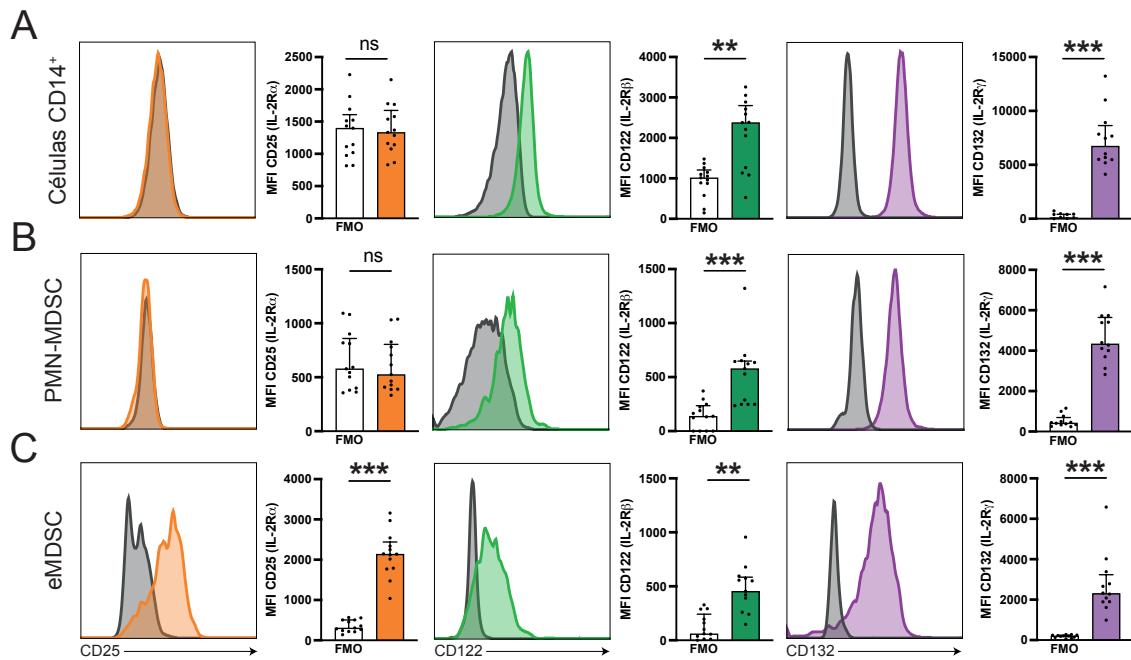 A
Células CD14+
MFI CD25 (IL-2Rα)
2500
2000
1500
1000
500
0
ns
FMO
MFI CD122 (IL-2Rβ)
4000
3000
2000
1000
0
**
FMO
MFI CD132 (IL-2Rγ)
15000
10000
5000
0
***
FMO
B
PMN-MDSC
MFI CD25 (IL-2Rα)
1500
1000
500
0
ns
FMO
MFI CD122 (IL-2Rβ)
1500
1000
500
0
***
FMO
MFI CD132 (IL-2Rγ)
8000
6000
4000
2000
0
***
FMO
C
eMDSC
CD25
MFI CD25 (IL-2Rα)
4000
3000
2000
1000
0
***
FMO
CD122
MFI CD122 (IL-2Rβ)
1500
1000
500
0
**
FMO
CD132
MFI CD132 (IL-2Rγ)
8000
6000
4000
2000
0
***
FMO